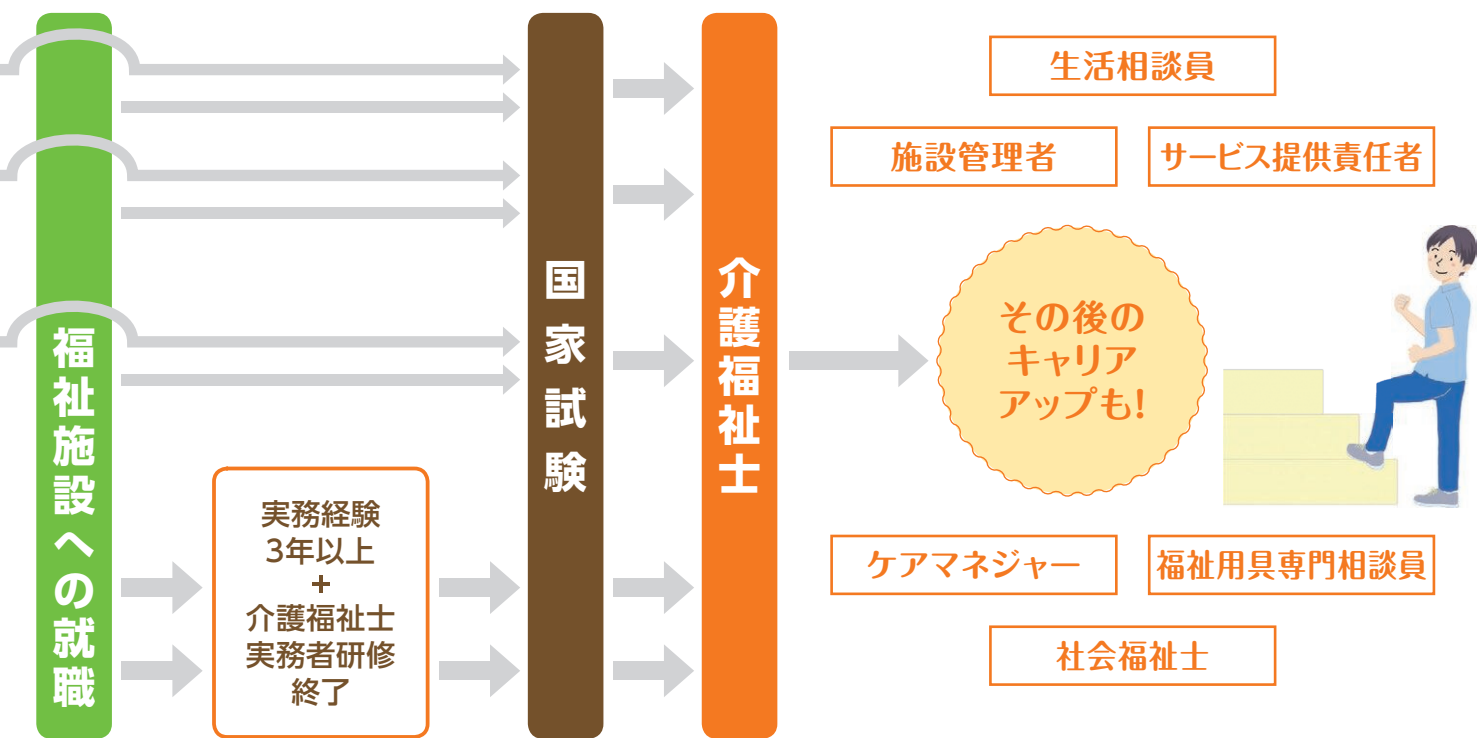 福祉施設への就職
実務経験
3年以上
+
介護福祉士
実務者研修
終了
国家試験
介護福祉士
生活相談員
施設管理者
サービス提供責任者
その後の
キャリア
アップも!
ケアマネジャー
福祉用具専門相談員
社会福祉士